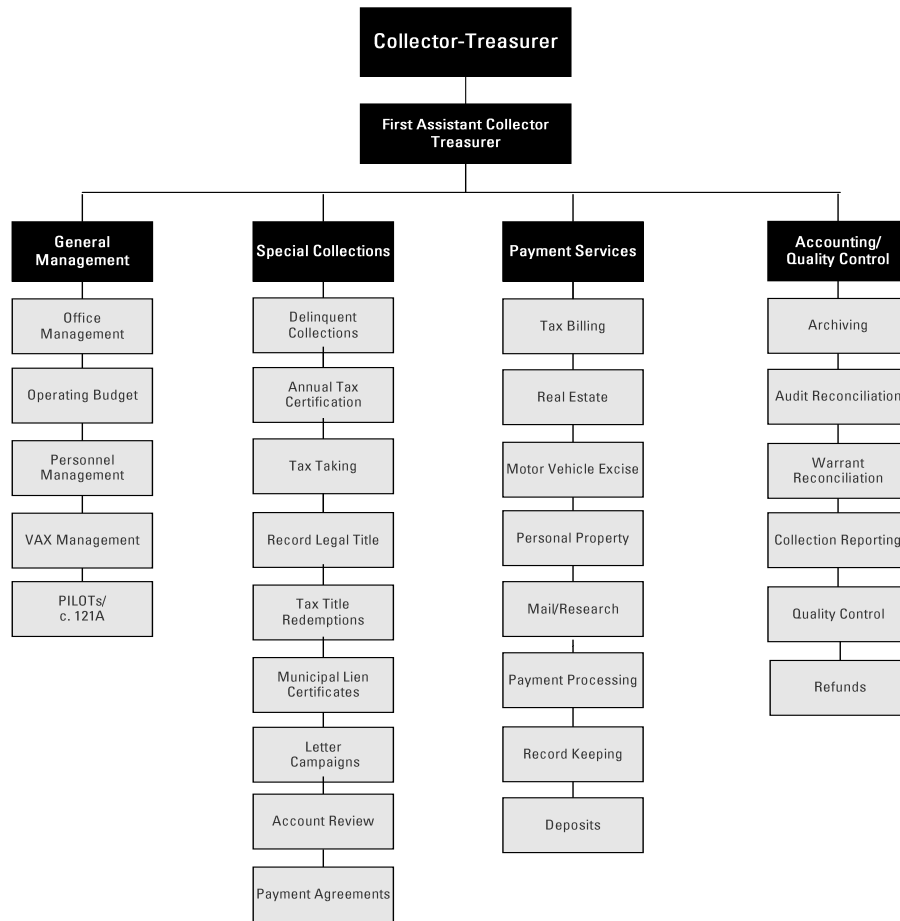 Collector-Treasurer
First Assistant Collector
Treasurer
General
Management
Office
Management
Operating Budget
Personnel
Management
VAX Management
PILOTs/
c. 121A
Special Collections
Delinquent
Collections
Annual Tax
Certification
Tax Taking
Record Legal Title
Tax Title
Redemptions
Municipal Lien
Certificates
Letter
Campaigns
Account Review
Payment Agreements
Payment Services
Tax Billing
Real Estate
Motor Vehicle Excise
Personal Property
Mail/Research
Payment Processing
Record Keeping
Deposits
Accounting/
Quality Control
Archiving
Audit Reconciliation
Warrant
Reconciliation
Collection Reporting
Quality Control
Refunds